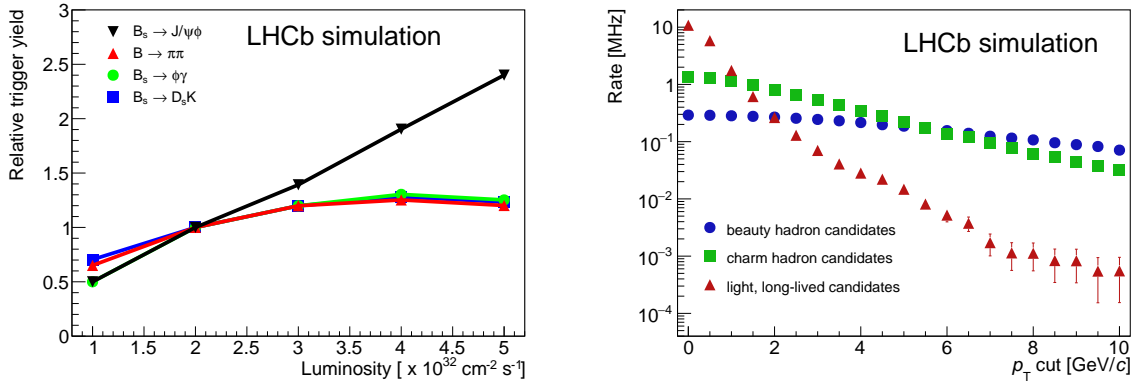 LHCb simulation
B_s → J/ψϕ
B → ππ
B_s → ϕγ
B_s → D_sK
Relative trigger yield
3
2.5
2
1.5
1
0.5
0
1 1.5 2 2.5 3 3.5 4 4.5 5
Luminosity [ x 10^32 cm^-2 s^-1]
LHCb simulation
Rate [MHz]
10
1
10^−1
10^−2
10^−3
10^−4
beauty hadron candidates
charm hadron candidates
light, long-lived candidates
0 2 4 6 8 10
p_T cut [GeV/c]